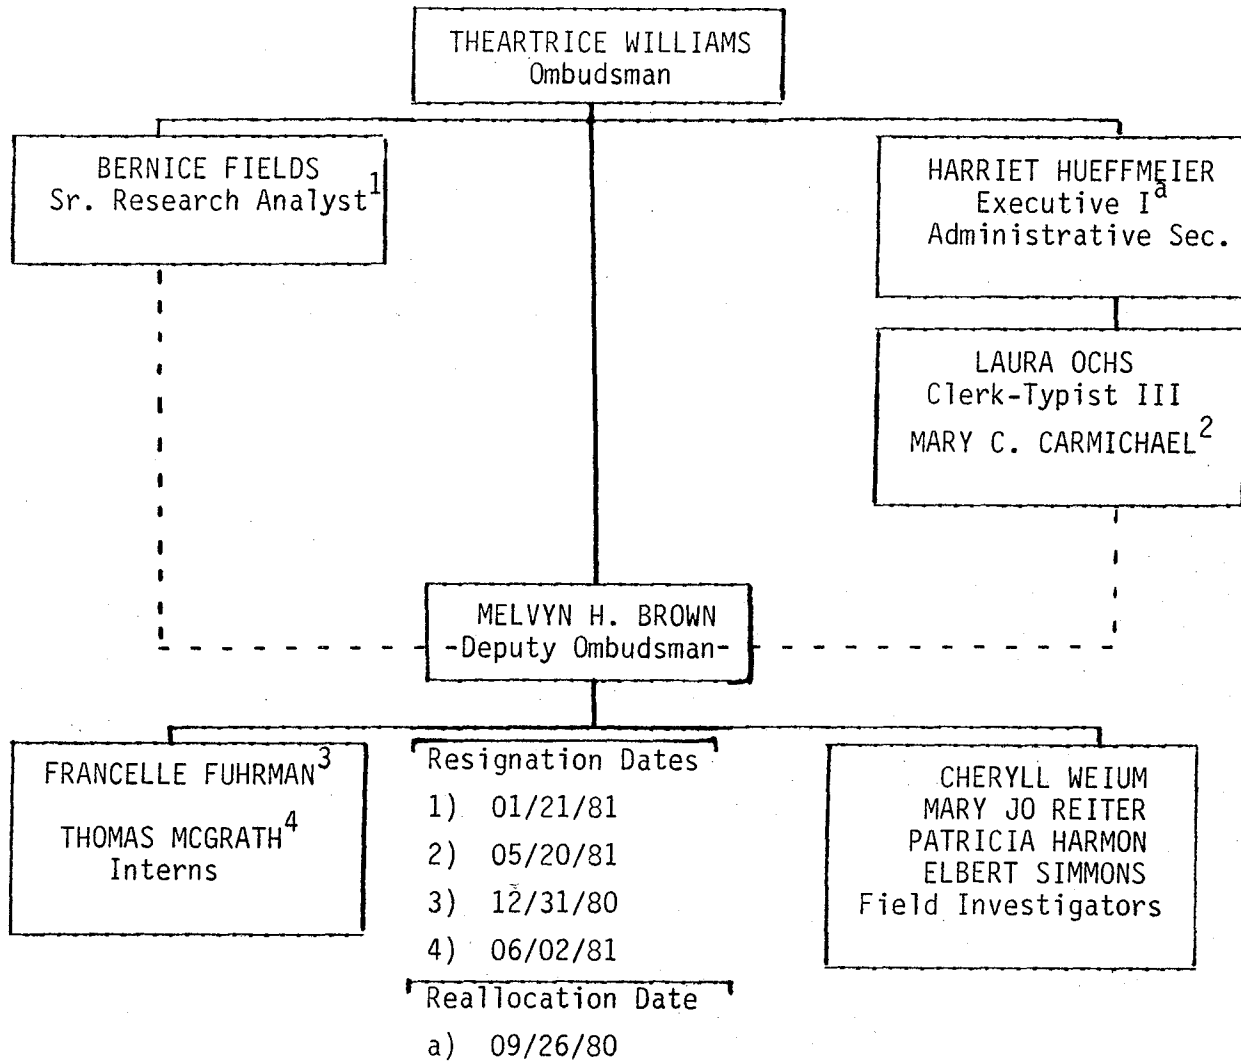 THEARTRICE WILLIAMS
Ombudsman
BERNICE FIELDS
Sr. Research Analyst1
HARRIET HUEFFMEIER
Executive Ia
Administrative Sec.
LAURA OCHS
Clerk-Typist III
MARY C. CARMICHAEL2
MELVYN H. BROWN
-Deputy Ombudsman-
FRANCELLE FUHRMAN3
THOMAS MCGRATH4
Interns
Resignation Dates
1) 01/21/81
2) 05/20/81
3) 12/31/80
4) 06/02/81
Reallocation Date
a) 09/26/80
CHERYLL WEIUM
MARY JO REITER
PATRICIA HARMON
ELBERT SIMMONS
Field Investigators